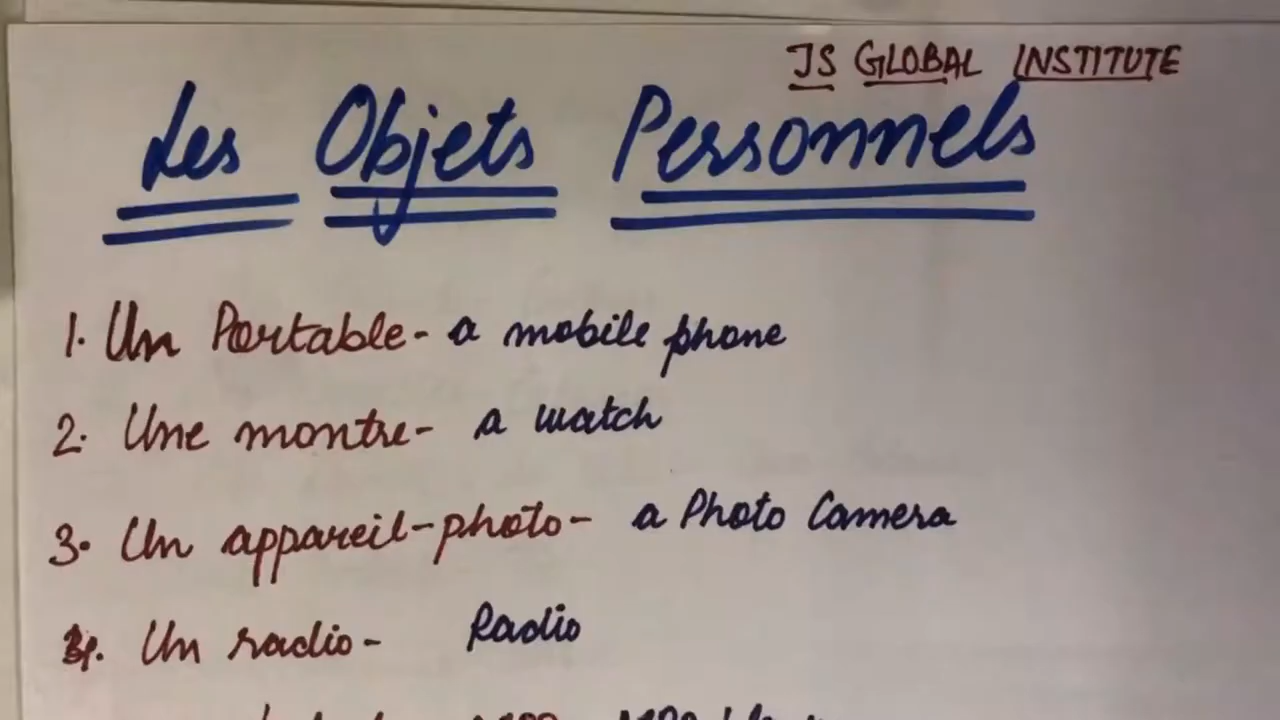 JS GLOBAL INSTITUTE
Les Objets Personnels
1. Un Portable- a mobile phone
2. Une montre- a watch
3. Un appareil-photo- a Photo Camera
Un radio- Radio